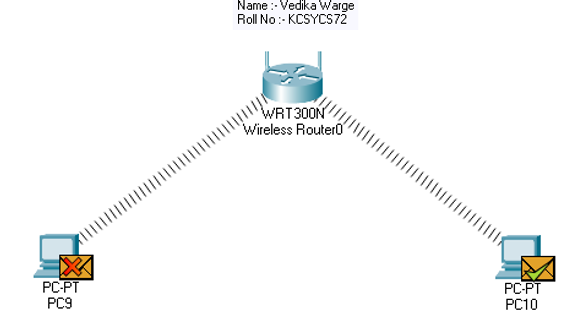 Name :- Vedika Warge
Roll No :- KCSYCS72
WRT300N
Wireless Router0
PC-PT
PC9
PC-PT
PC10